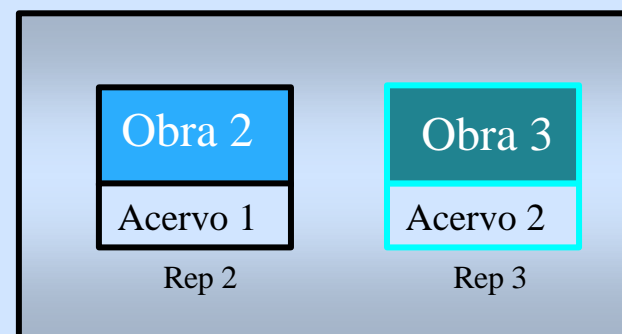 Obra 2
Acervo 1
Rep 2
Obra 3
Acervo 2
Rep 3